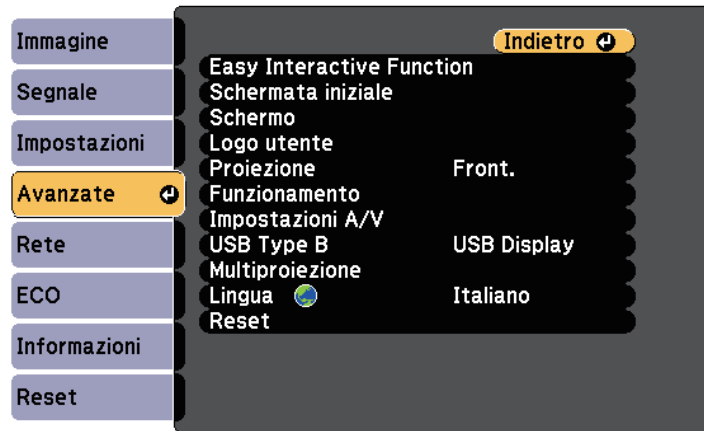 Immagine
Segnale
Impostazioni
Avanzate
Rete
ECO
Informazioni
Reset
Indietro
Easy Interactive Function
Schermata iniziale
Schermo
Logo utente
Proiezione Front.
Funzionamento
Impostazioni A/V
USB Type B USB Display
Multiproiezione
Lingua Italiano
Reset